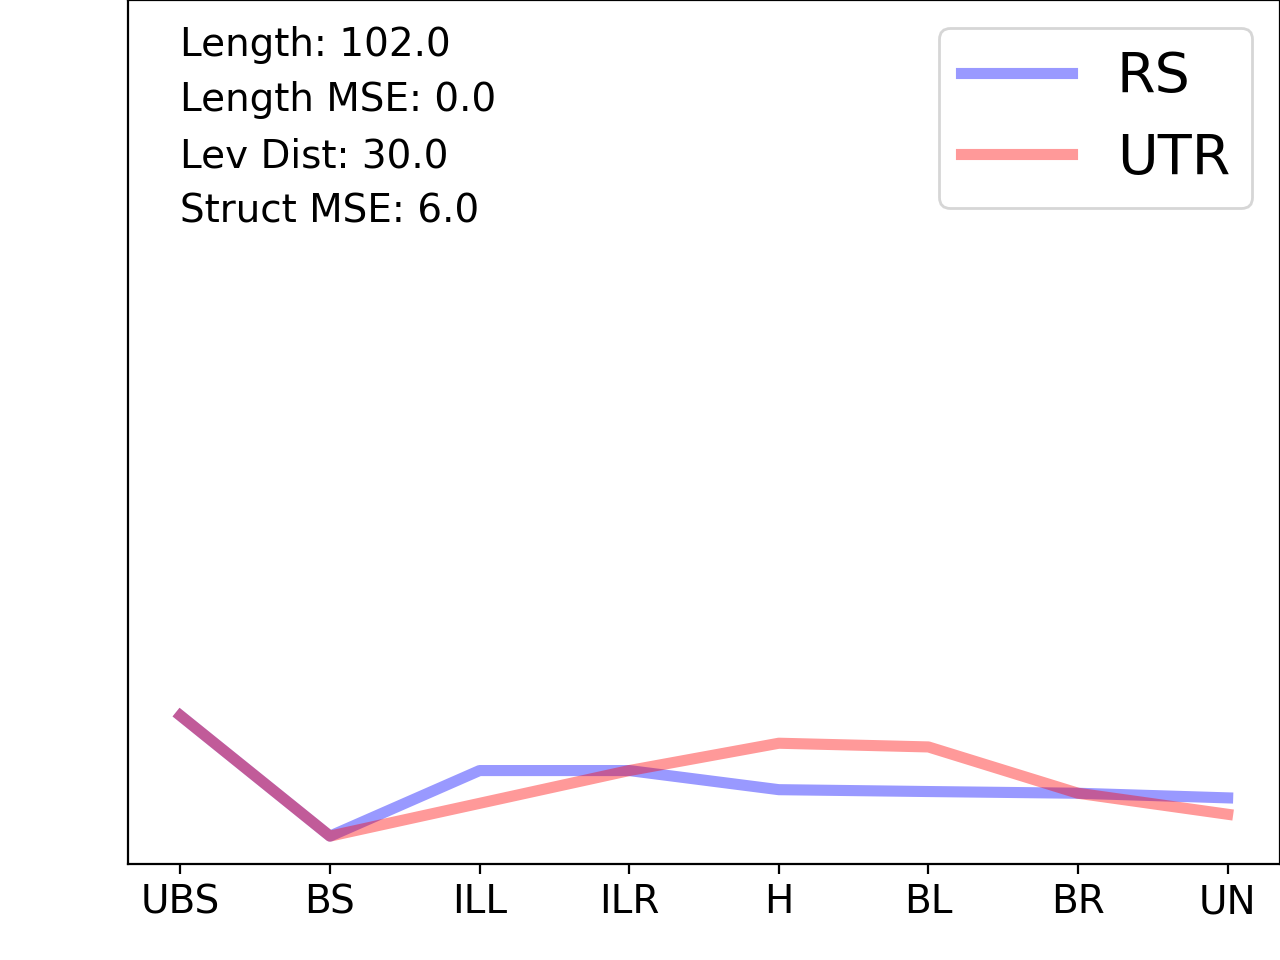 Length: 102.0
Length MSE: 0.0
Lev Dist: 30.0
Struct MSE: 6.0
RS
UTR
UBS BS ILL ILR H BL BR UN